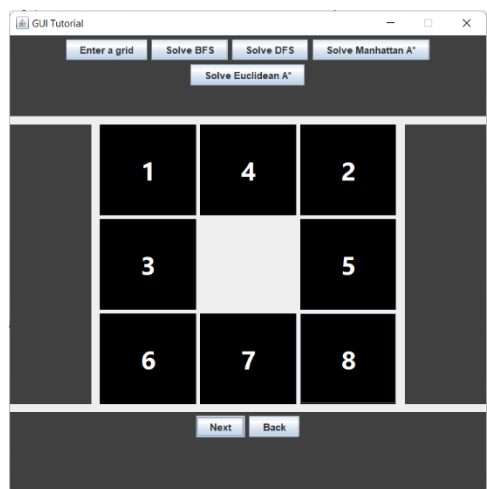 GUI Tutorial
Enter a grid Solve BFS Solve DFS Solve Manhattan A*
Solve Euclidean A*
1 4 2
3 5
6 7 8
Next Back